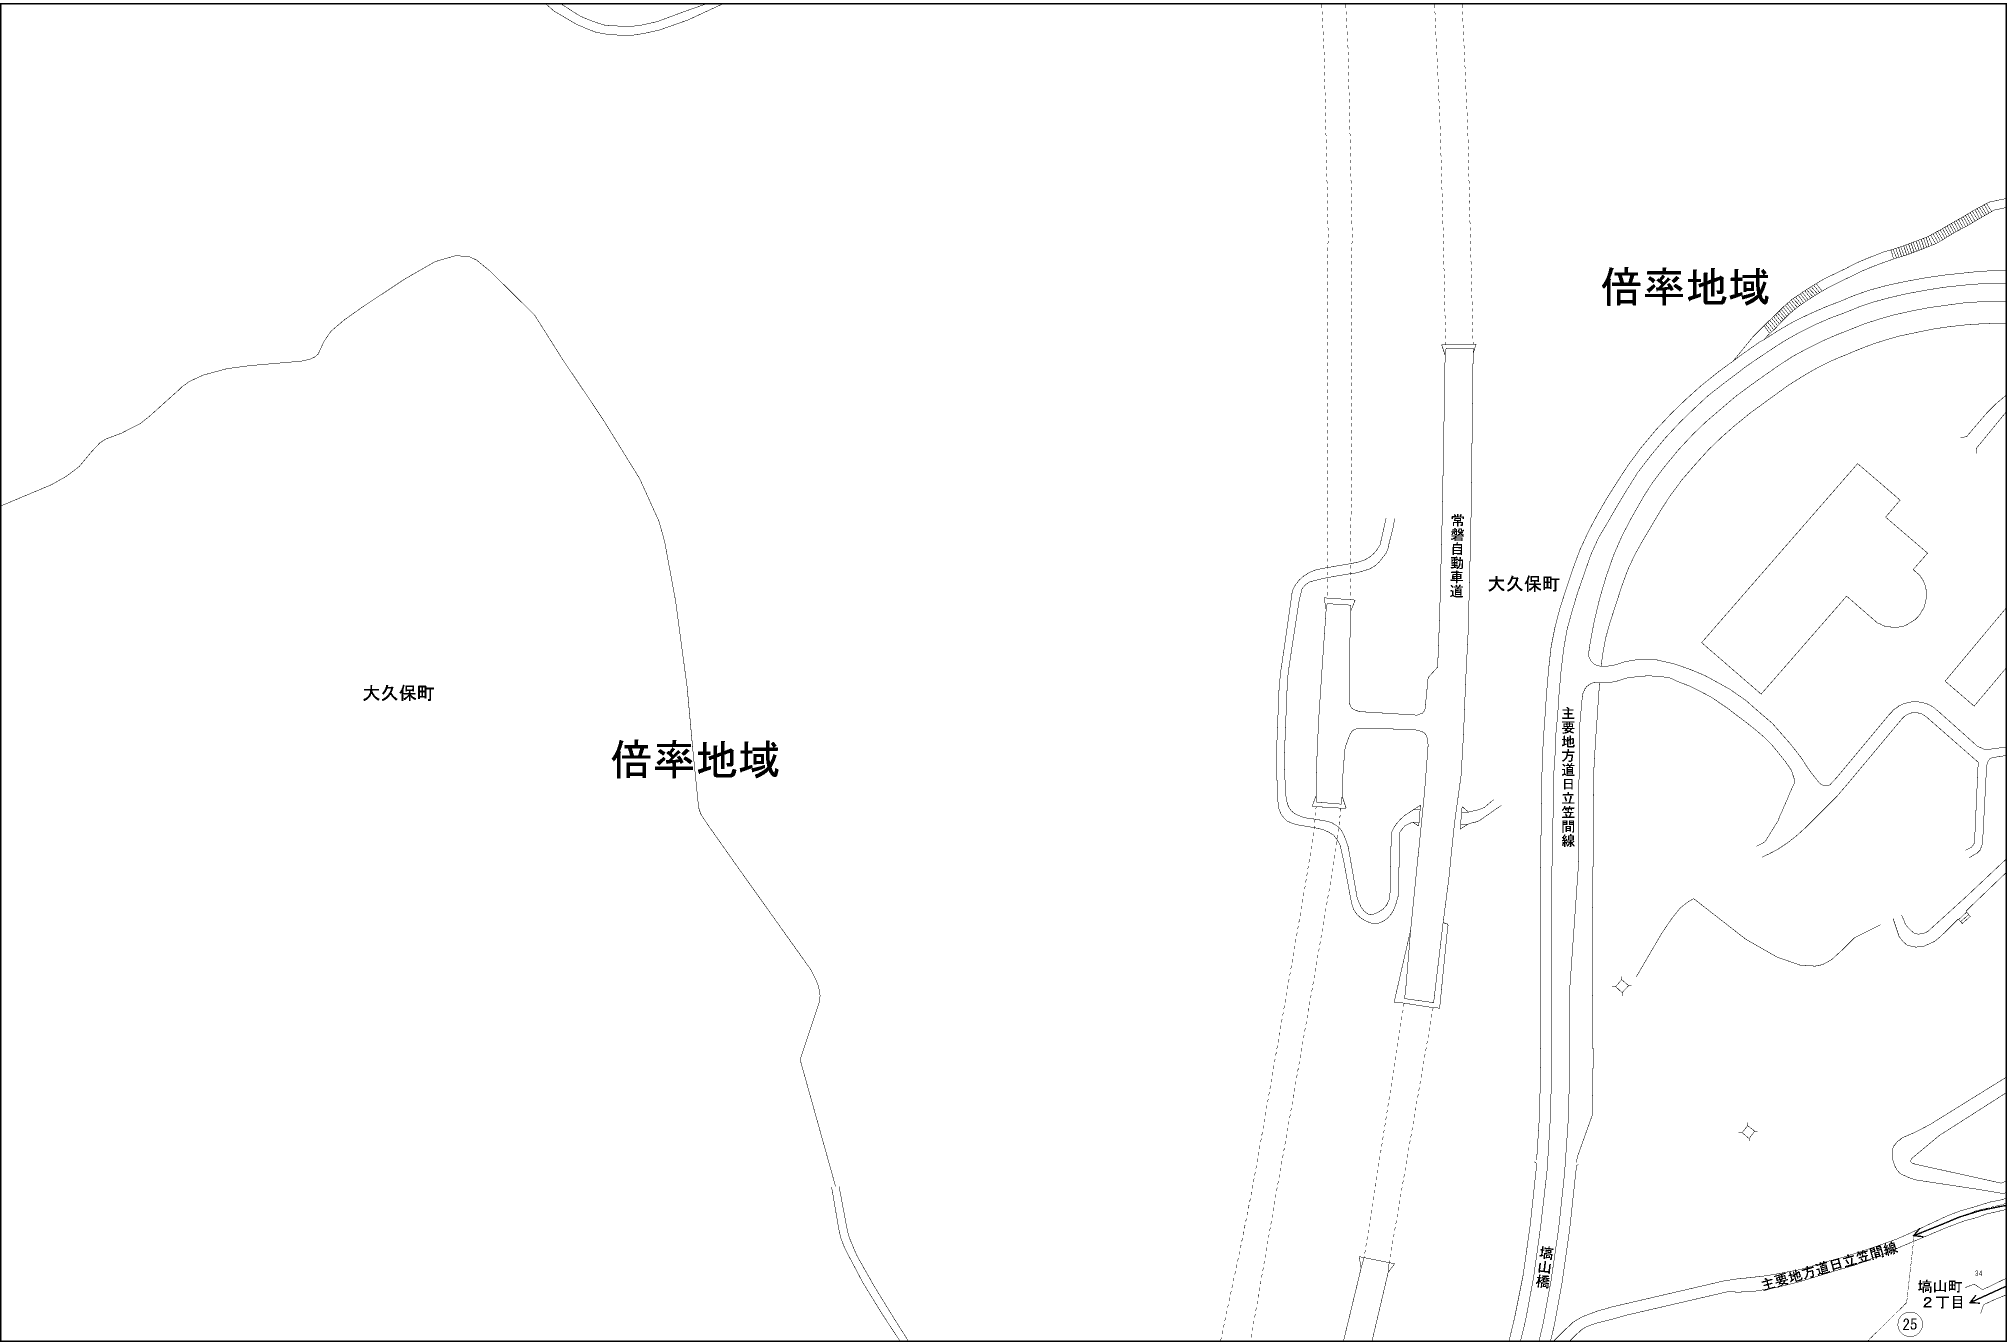 倍率地域
常磐自動車道
大久保町
大久保町
主要地方道日立笠間線
倍率地域
塙山橋
主要地方道日立笠間線
34
塙山町
2丁目
25